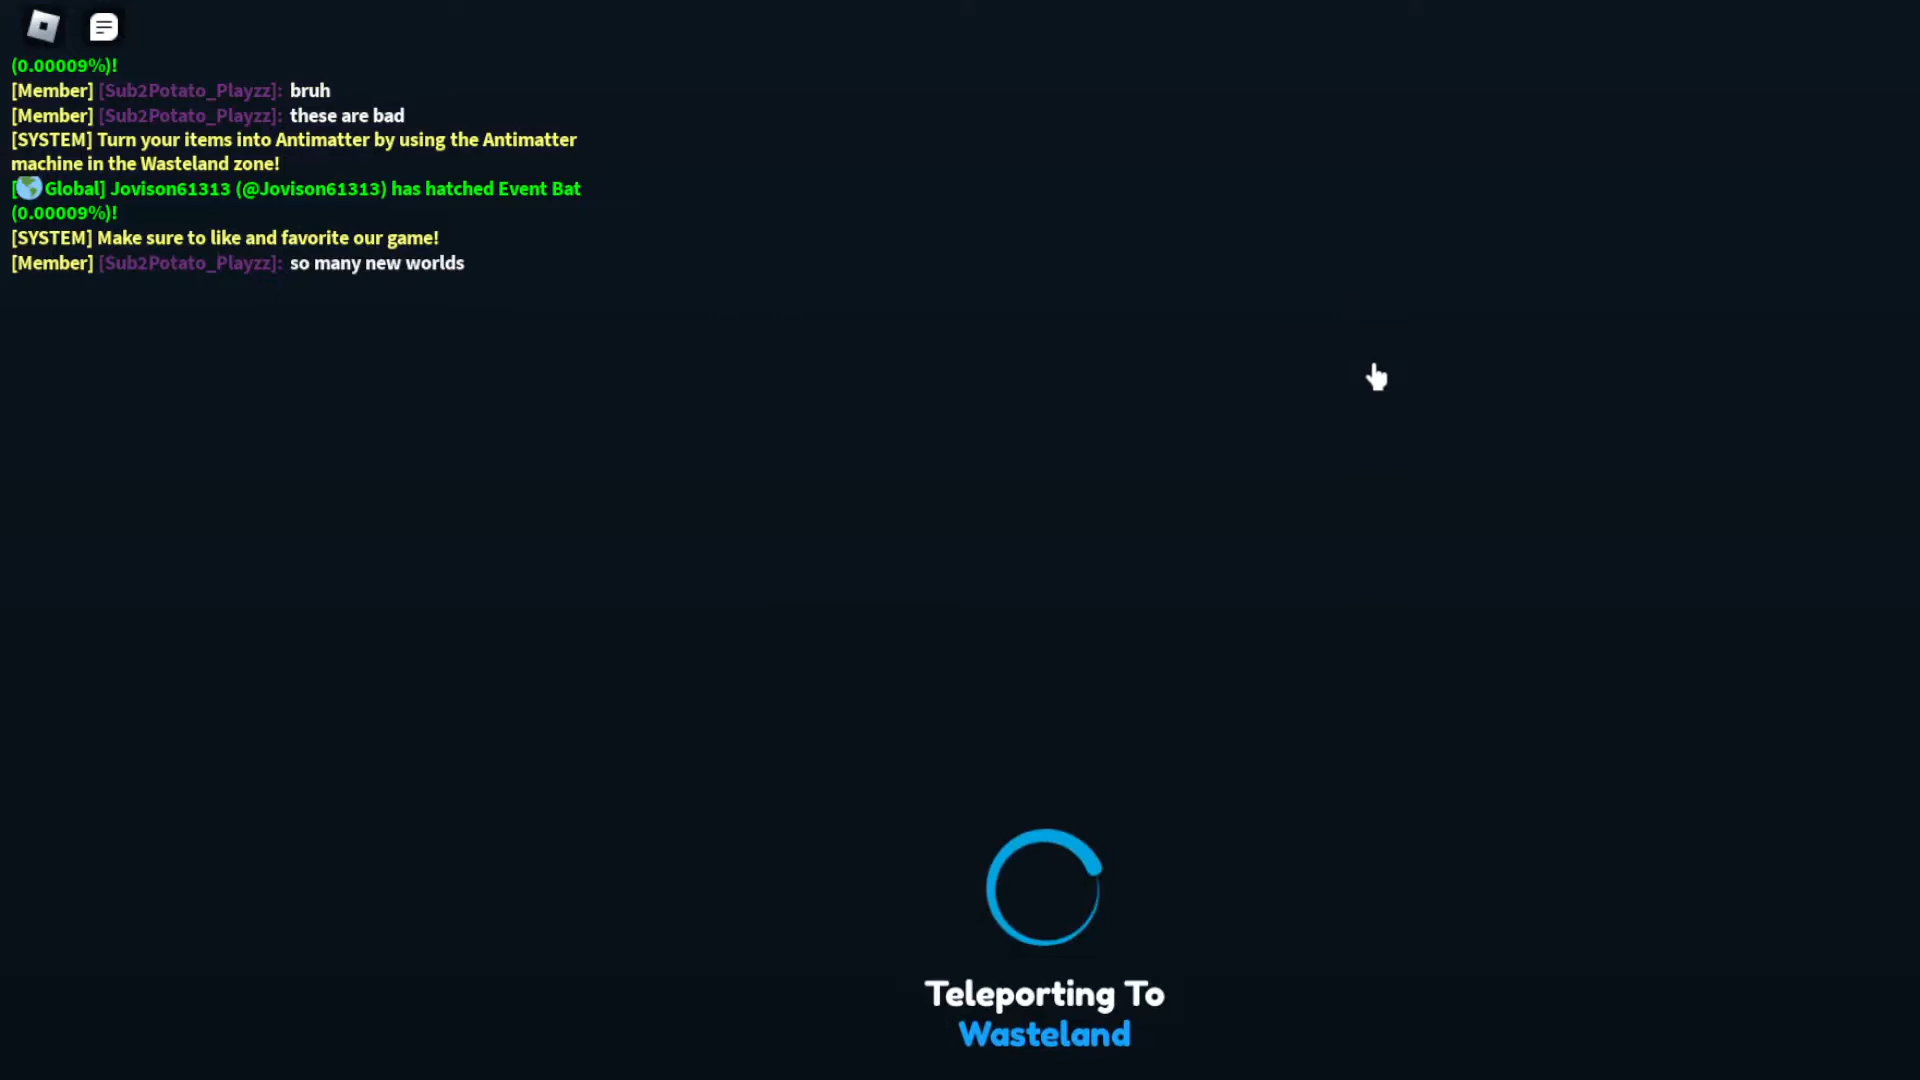 (0.00009%)!
[Member] [Sub2Potato_Playzz]: bruh
[Member] [Sub2Potato_Playzz]: these are bad
[SYSTEM] Turn your items into Antimatter by using the Antimatter
machine in the Wasteland zone!
[🌎Global] Jovison61313 (@Jovison61313) has hatched Event Bat
(0.00009%)!
[SYSTEM] Make sure to like and favorite our game!
[Member] [Sub2Potato_Playzz]: so many new worlds
Teleporting To
Wasteland